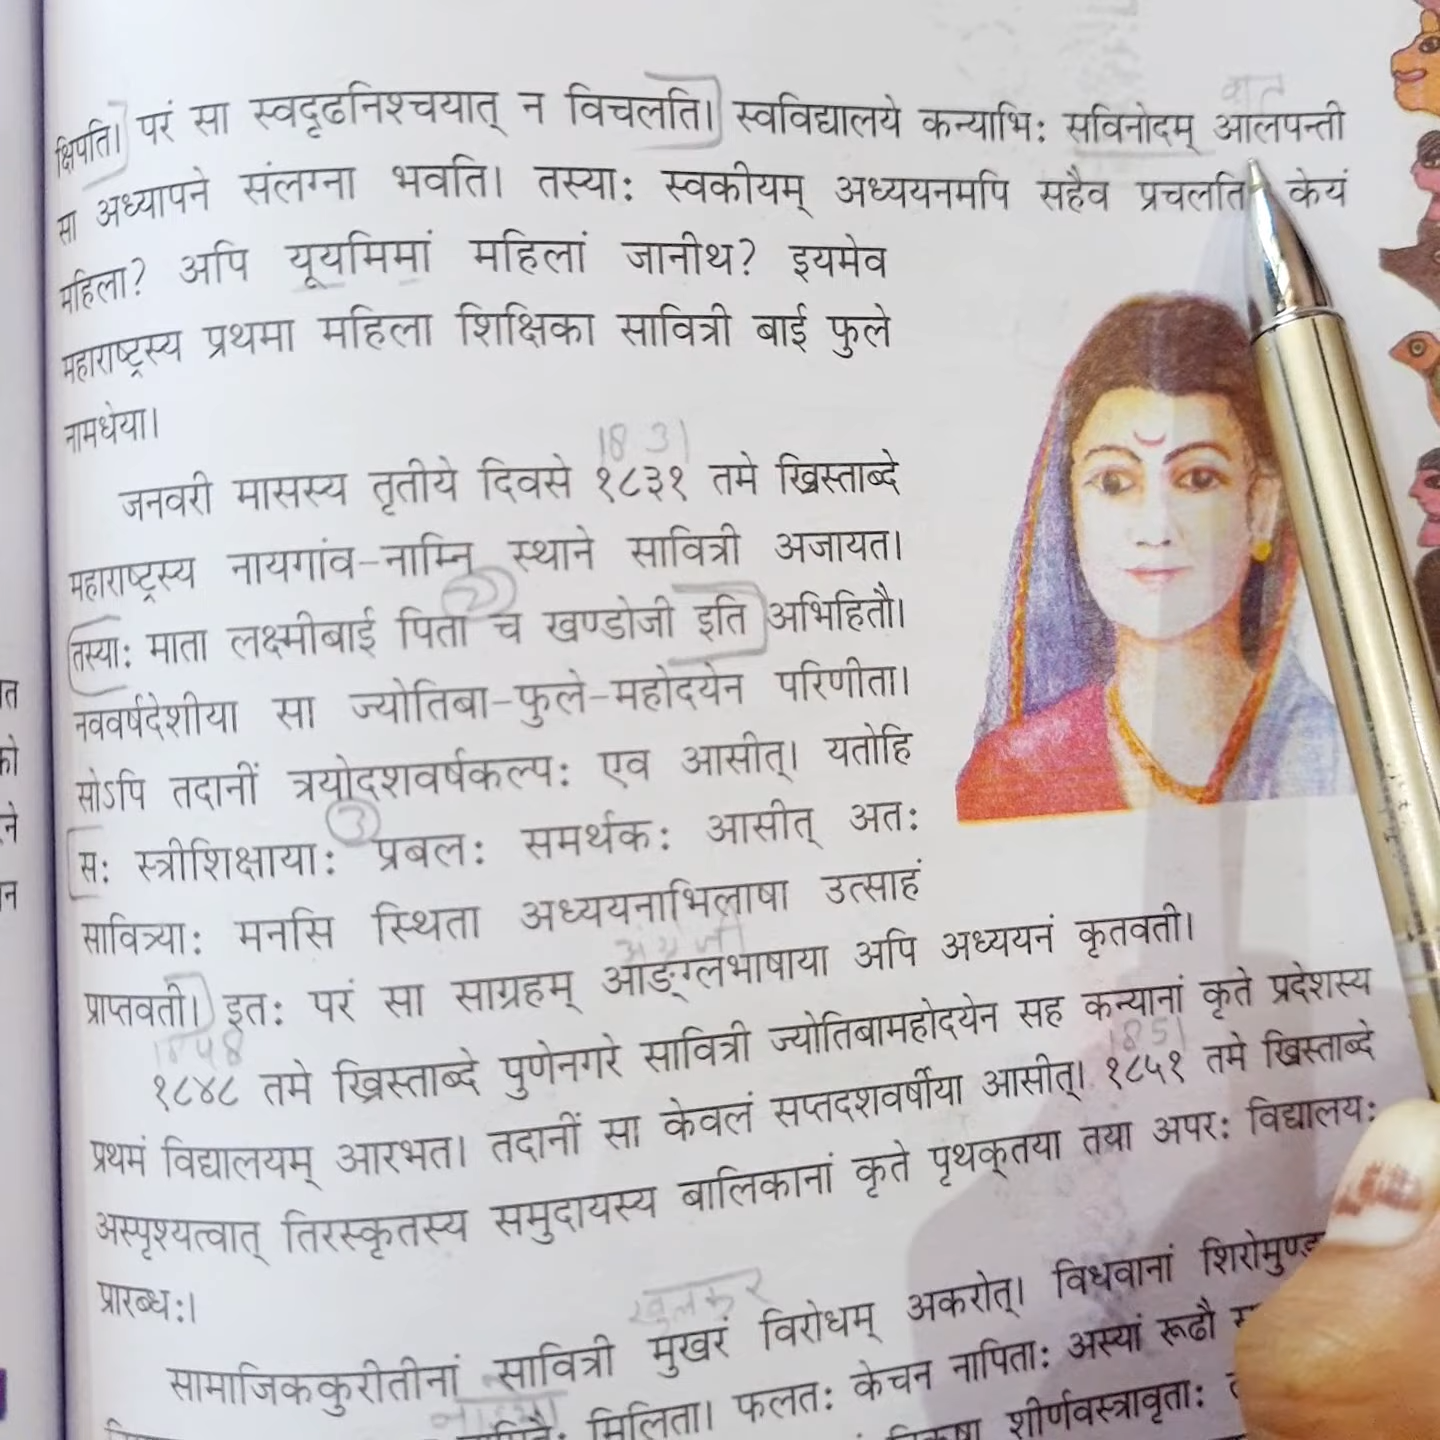 क्षिपति। परं सा स्वदृढनिश्चयात् न विचलति। स्वविद्यालये कन्याभिः सविनोदम् आलपन्ती
सा अध्यापने संलग्ना भवति। तस्याः स्वकीयम् अध्ययनमपि सहैव प्रचलति। केयं
महिला? अपि यूयमिमां महिलां जानीथ? इयमेव
महाराष्ट्रस्य प्रथमा महिला शिक्षिका सावित्री बाई फुले
नामधेया।
1831
जनवरी मासस्य तृतीये दिवसे १८३१ तमे ख्रिस्ताब्दे
महाराष्ट्रस्य नायगांव-नाम्नि स्थाने सावित्री अजायत।
तस्याः माता लक्ष्मीबाई पिता च खण्डोजी इति अभिहितौ।
नववर्षदेशीया सा ज्योतिबा-फुले-महोदयेन परिणीता।
सोऽपि तदानीं त्रयोदशवर्षकल्पः एव आसीत्। यतोहि
सः स्त्रीशिक्षायाः प्रबलः समर्थकः आसीत् अतः
सावित्र्याः मनसि स्थिता अध्ययनाभिलाषा उत्साहं
प्राप्तवती। इतः परं सा साग्रहम् आङ्ग्लभाषाया अपि अध्ययनं कृतवती।
1848 1851
१८४८ तमे ख्रिस्ताब्दे पुणेनगरे सावित्री ज्योतिबामहोदयेन सह कन्यानां कृते प्रदेशस्य
प्रथमं विद्यालयम् आरभत। तदानीं सा केवलं सप्तदशवर्षीया आसीत्। १८५१ तमे ख्रिस्ताब्दे
अस्पृश्यत्वात् तिरस्कृतस्य समुदायस्य बालिकानां कृते पृथक्तया तया अपरः विद्यालयः
प्रारब्धः।
खुलकर
सामाजिककुरीतीनां सावित्री मुखरं विरोधम् अकरोत्। विधवानां शिरोमुण्ड
मिलिता। फलतः केचन नापिताः अस्यां रूढौ
शीर्णवस्त्रावृताः